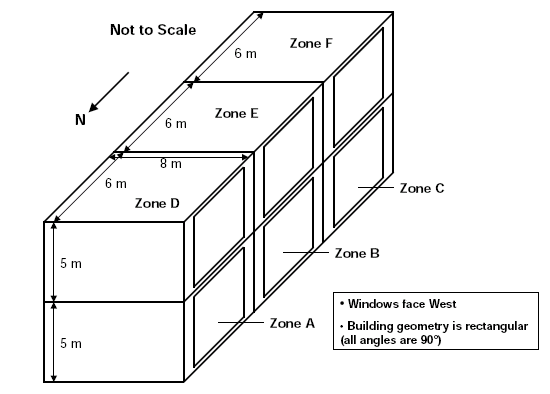 Not to Scale
Zone F
6 m
N
6 m
Zone E
8 m
6 m
Zone D
Zone C
5 m
Zone B
Zone A
5 m
• Windows face West
• Building geometry is rectangular
(all angles are 90°)